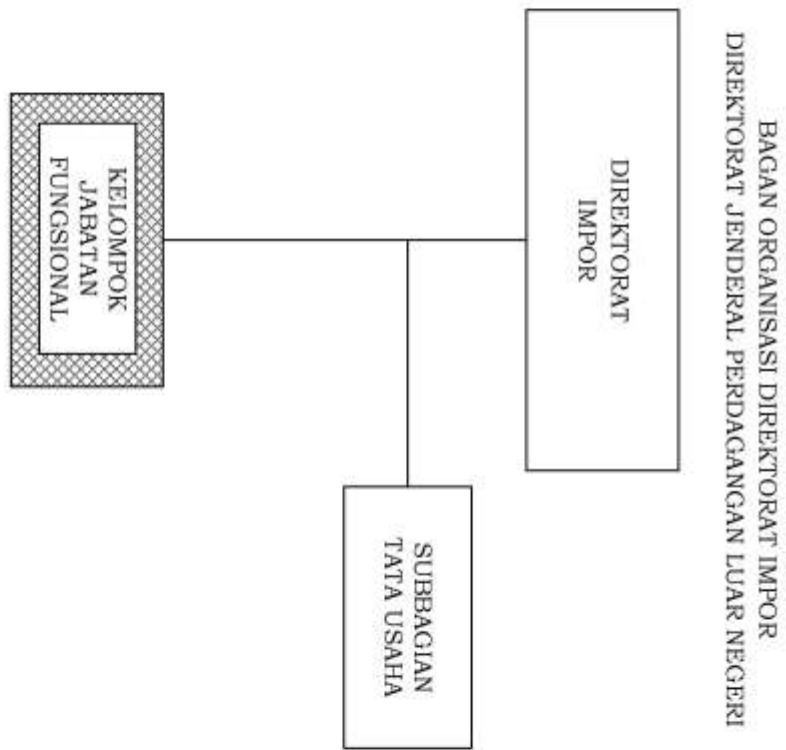 BAGAN ORGANISASI DIREKTORAT IMPOR
DIREKTORAT JENDERAL PERDAGANGAN LUAR NEGERI
DIREKTORAT
IMPOR
SUBBAGIAN
TATA USAHA
KELOMPOK
JABATAN
FUNGSIONAL